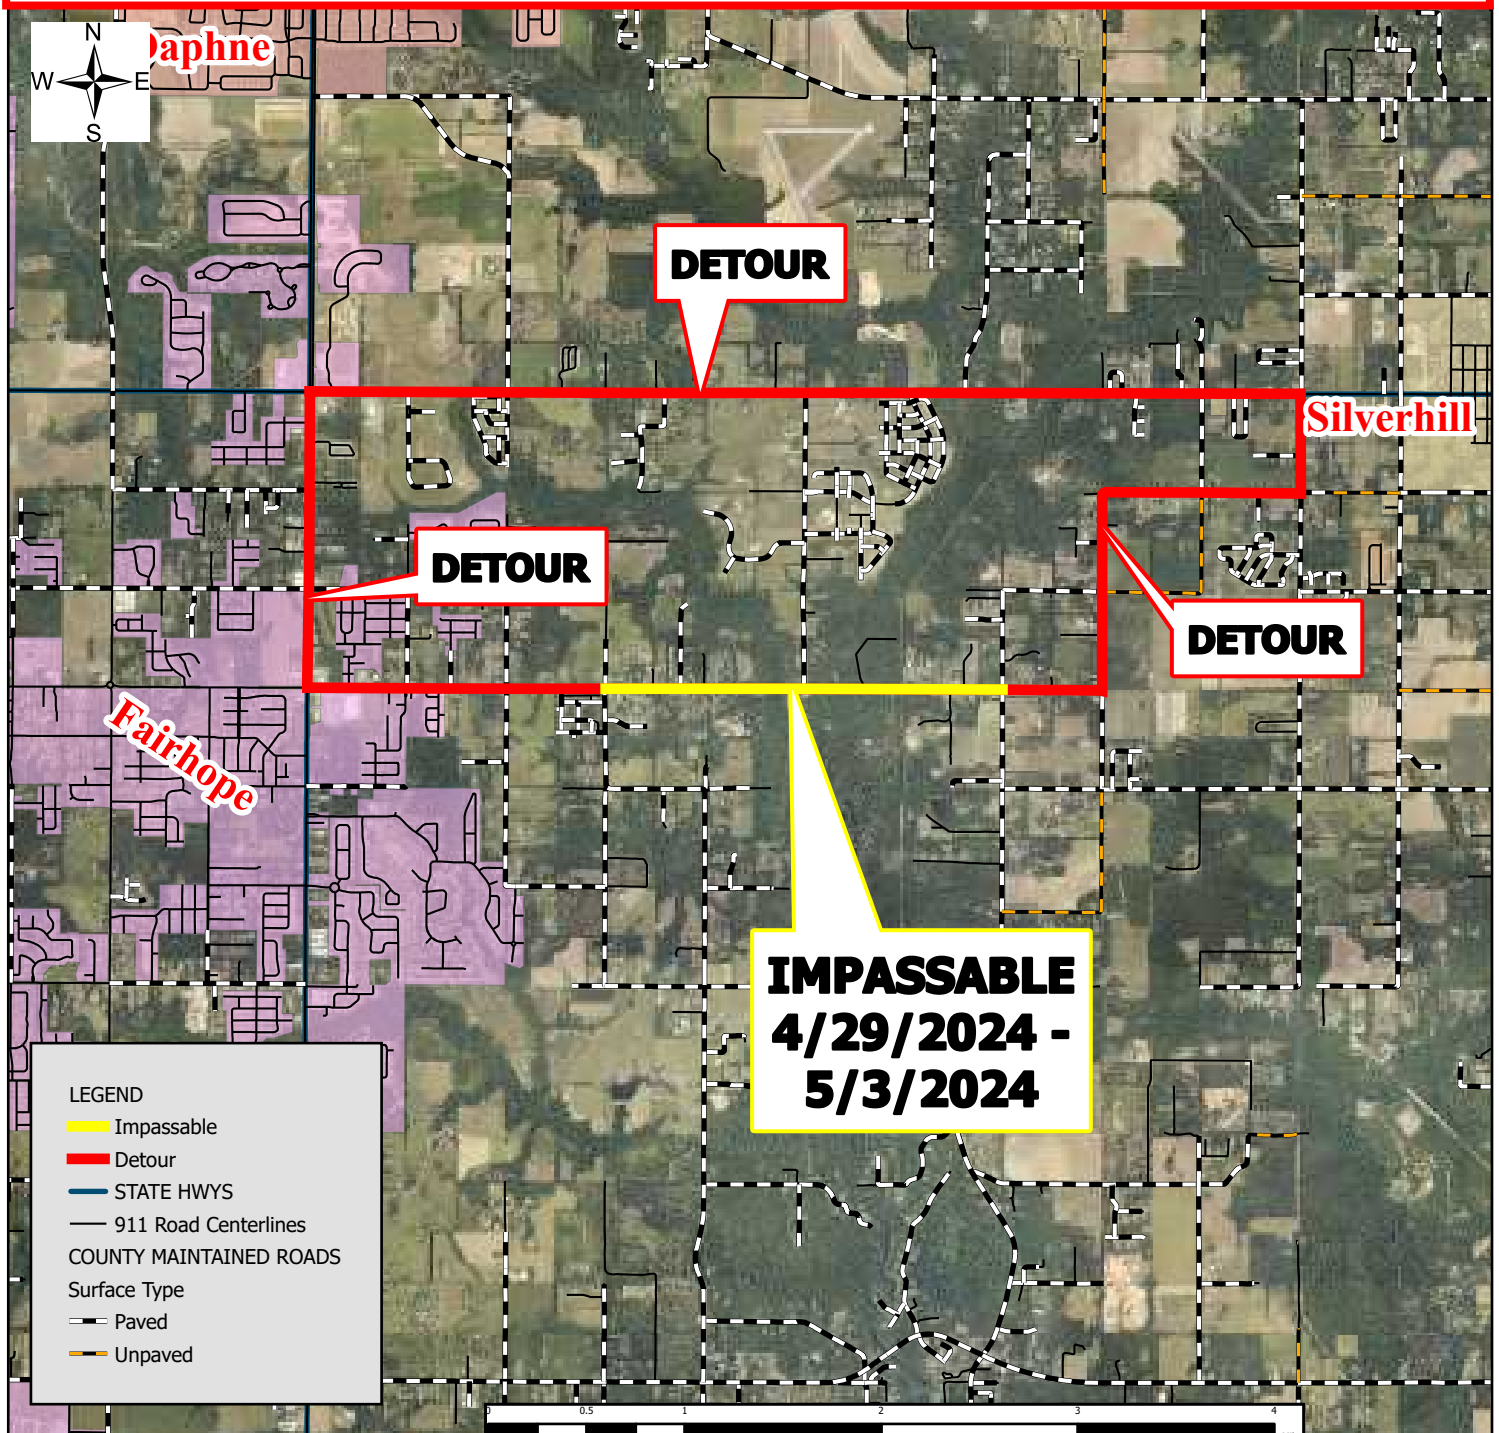 N
W E
S
Daphne
DETOUR
Silverhill
DETOUR
DETOUR
Fairhope
IMPASSABLE
4/29/2024 -
5/3/2024
LEGEND
Impassable
Detour
STATE HWYS
911 Road Centerlines
COUNTY MAINTAINED ROADS
Surface Type
Paved
Unpaved
0 0.5 1 2 3 4